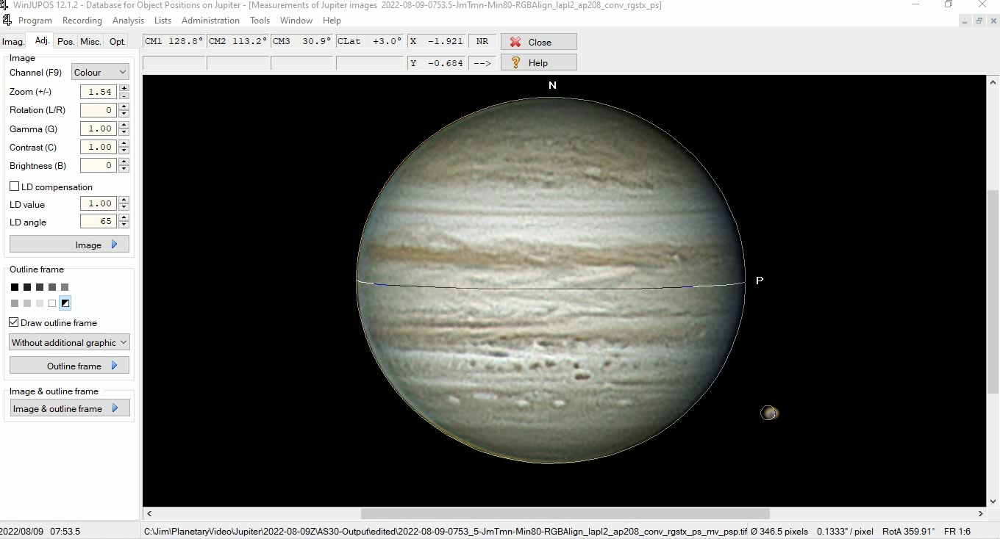 WinJUPOS 12.1.2 - Database for Object Positions on Jupiter - [Measurements of Jupiter images 2022-08-09-0753.5-JmTmn-Min80-RGBAlign_lapl2_ap208_conv_rgstx_ps]
Program Recording Analysis Lists Administration Tools Window Help
Imag. Adj. Pos. Misc. Opt.
CM1 128.8° CM2 113.2° CM3 30.9° CLat +3.0° X -1.921 NR Close
Y -0.684 --> Help
Image
Channel (F9) Colour
Zoom (+/-) 1.54
Rotation (L/R) 0
Gamma (G) 1.00
Contrast (C) 1.00
Brightness (B) 0
LD compensation
LD value 1.00
LD angle 65
Image
Outline frame
Draw outline frame
Without additional graphic
Outline frame
Image & outline frame
Image & outline frame
N
P
2022/08/09 07:53.5 C:\Jim\PlanetaryVideo\Jupiter\2022-08-09Z\AS30-Output\edited\2022-08-09-0753_5-JmTmn-Min80-RGBAlign_lapl2_ap208_conv_rgstx_ps_mv_psp.tif Ø 346.5 pixels 0.1333"/ pixel RotA 359.91° FR 1:6